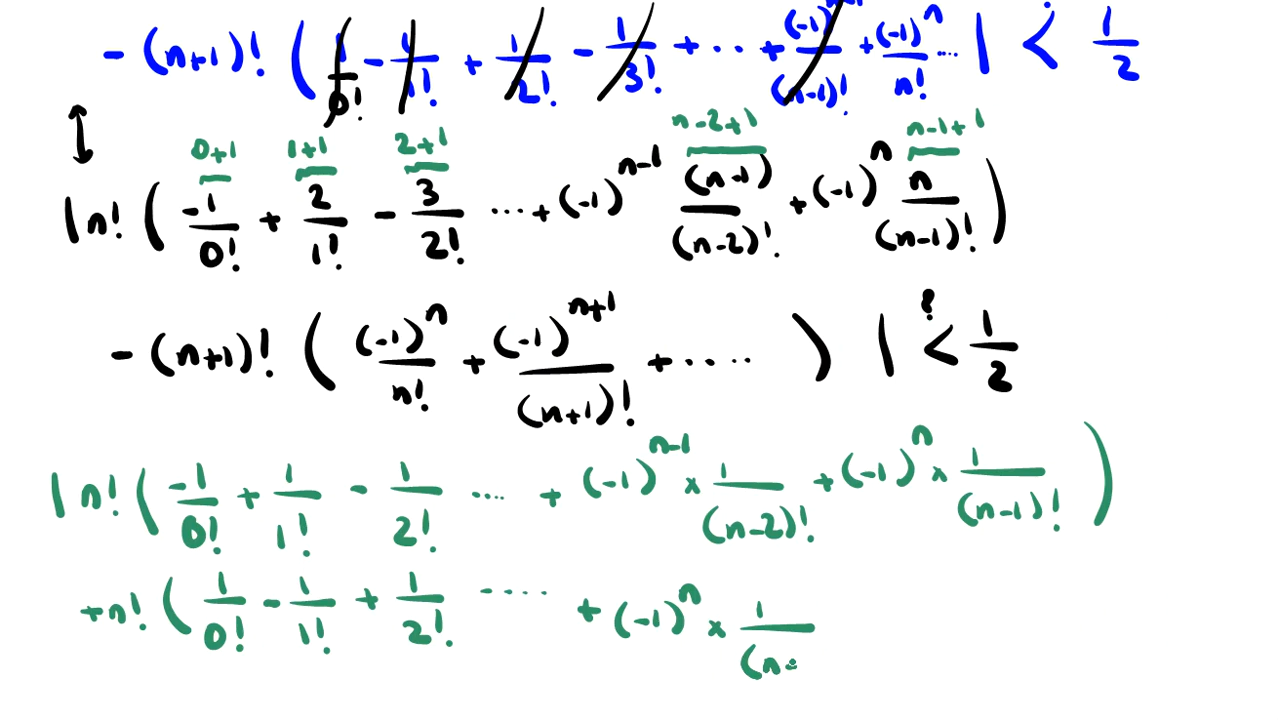 - (n+1)! ( 1/0! - 1/1! + 1/2! - 1/3! + ... + (-1)^(n-1)/(n-1)! + (-1)^n/n! ... | < 1/2
↕ 0+1 1+1 2+1 n-2+1 n-1+1
| n! ( -1/0! + 2/1! - 3/2! ... + (-1)^(n-1) (n-1)/(n-2)! + (-1)^n n/(n-1)! )
- (n+1)! ( (-1)^n/n! + (-1)^(n+1)/(n+1)! + ..... ) | <? 1/2
| n! ( -1/0! + 1/1! - 1/2! .... + (-1)^(n-1) × 1/(n-2)! + (-1)^n × 1/(n-1)! )
+n! ( 1/0! - 1/1! + 1/2! ..... + (-1)^n × 1/(n-